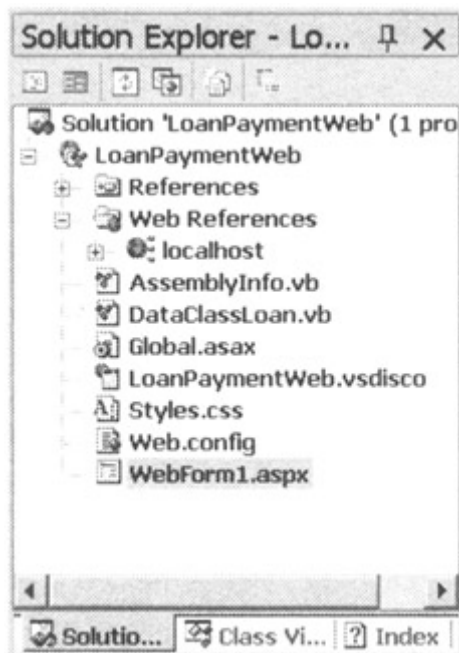 Solution Explorer - Lo...
Solution 'LoanPaymentWeb' (1 pro
LoanPaymentWeb
References
Web References
localhost
AssemblyInfo.vb
DataClassLoan.vb
Global.asax
LoanPaymentWeb.vsdisco
Styles.css
Web.config
WebForm1.aspx
Solutio... Class Vi... Index